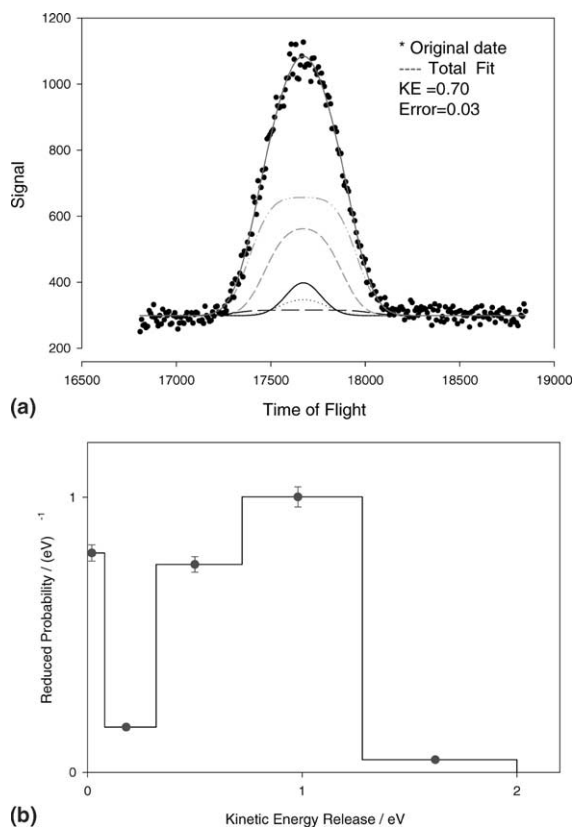 1200
1000
800
600
400
200
Signal
* Original date
---- Total Fit
KE =0.70
Error=0.03
16500 17000 17500 18000 18500 19000
(a)
Time of Flight
Reduced Probability / (eV)⁻¹
1
0
0 1 2
(b)
Kinetic Energy Release / eV